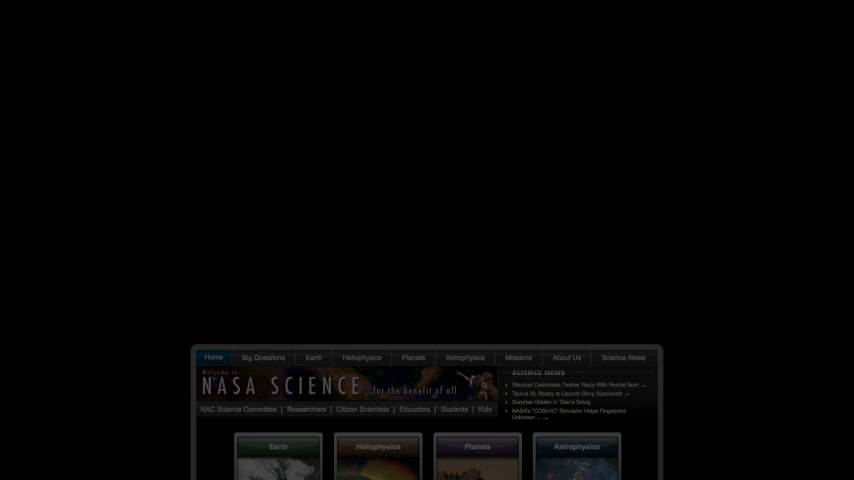 Home Big Questions Earth Heliophysics Planets Astrophysics Missions About Us Science News
Welcome to
NASA SCIENCE ...for the benefit of all.
NAC Science Committee | Researchers | Citizen Scientists | Educators | Students | Kids
Science News
Stardust Celebrates Twelve Years With Rocket Burn →
Taurus XL Ready to Launch Glory Spacecraft →
Surprise Hidden in Titan's Smog
NASA's "COSmIC" Simulator Helps Fingerprint
Unknown ... →
Earth Heliophysics Planets Astrophysics